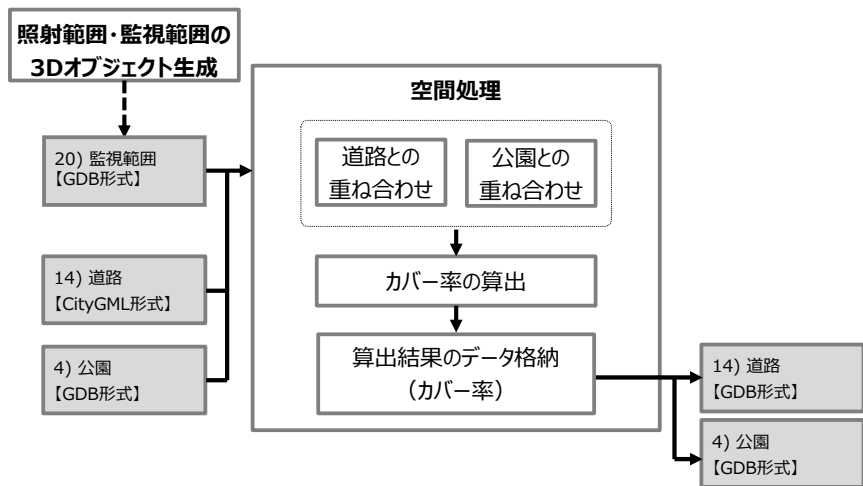 照射範囲・監視範囲の
3Dオブジェクト生成
20) 監視範囲
【GDB形式】
14) 道路
【CityGML形式】
4) 公園
【GDB形式】
空間処理
道路との
重ね合わせ
公園との
重ね合わせ
カバー率の算出
算出結果のデータ格納
（カバー率）
14) 道路
【GDB形式】
4) 公園
【GDB形式】